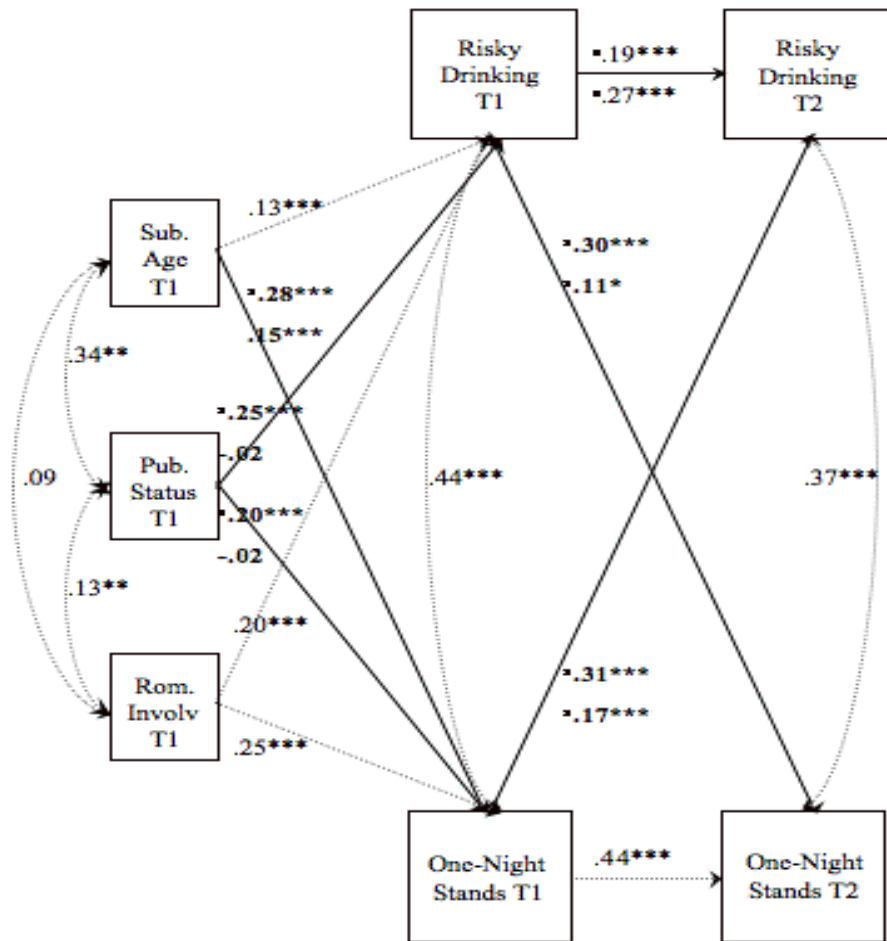 Risky
Drinking
T1
▪.19***
▪.27***
Risky
Drinking
T2
Sub.
Age
T1
.13***
▪.28***
.15***
▪.30***
▪.11*
.34**
▪.25***
-.02
Pub.
Status
T1
.09
▪.20***
-.02
.44***
.37***
.13**
.20***
Rom.
Involv
T1
.25***
▪.31***
▪.17***
One-Night
Stands T1
.44***
One-Night
Stands T2